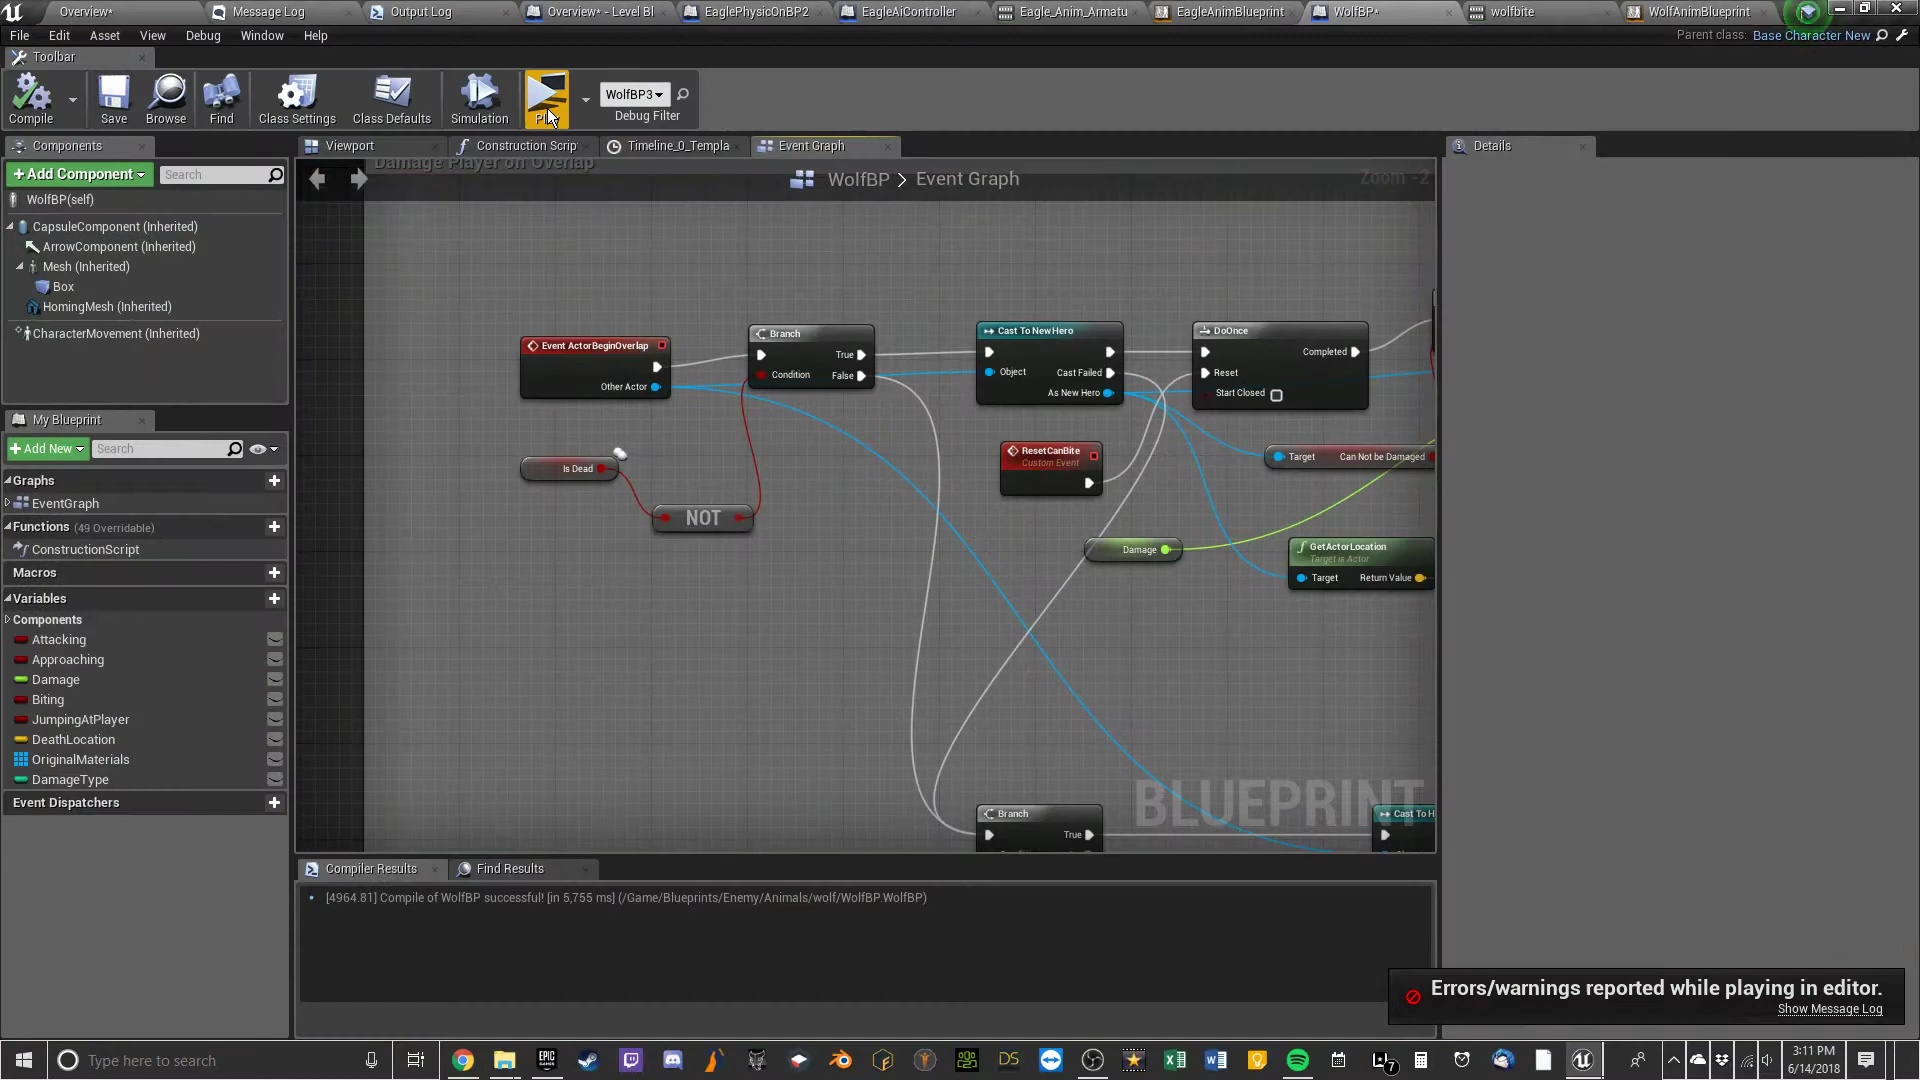 Overview*
Message Log
Output Log
Overview* - Level Bl
EaglePhysicOnBP2
EagleAiController
Eagle_Anim_Armatu
EagleAnimBlueprint
WolfBP*
wolfbite
WolfAnimBlueprint
File Edit Asset View Debug Window Help
Parent class: Base Character New
Toolbar
Compile
Save
Browse
Find
Class Settings
Class Defaults
Simulation
WolfBP3
Debug Filter
Components
+Add Component
Search
WolfBP(self)
CapsuleComponent (Inherited)
ArrowComponent (Inherited)
Mesh (Inherited)
Box
HomingMesh (Inherited)
CharacterMovement (Inherited)
My Blueprint
+Add New
Search
Graphs
EventGraph
Functions (49 Overridable)
ConstructionScript
Macros
Variables
Components
Attacking
Approaching
Damage
Biting
JumpingAtPlayer
DeathLocation
OriginalMaterials
DamageType
Event Dispatchers
Viewport
Construction Scrip
Timeline_0_Templa
Event Graph
Damage Player on Overlap
WolfBP > Event Graph
Zoom -2
Event ActorBeginOverlap
Other Actor
Branch
True
Condition
False
Cast To NewHero
Object
Cast Failed
As New Hero
DoOnce
Completed
Reset
Start Closed
ResetCanBite
Custom Event
Target
Can Not be Damaged
Is Dead
NOT
Damage
GetActorLocation
Target is Actor
Target
Return Value
Branch
True
Cast To H
BLUEPRINT
Compiler Results
Find Results
[4964.81] Compile of WolfBP successful! [in 5,755 ms] (/Game/Blueprints/Enemy/Animals/wolf/WolfBP.WolfBP)
Details
Errors/warnings reported while playing in editor.
Show Message Log
Type here to search
EPIC
GAMES
DS
7
3:11 PM
6/14/2018